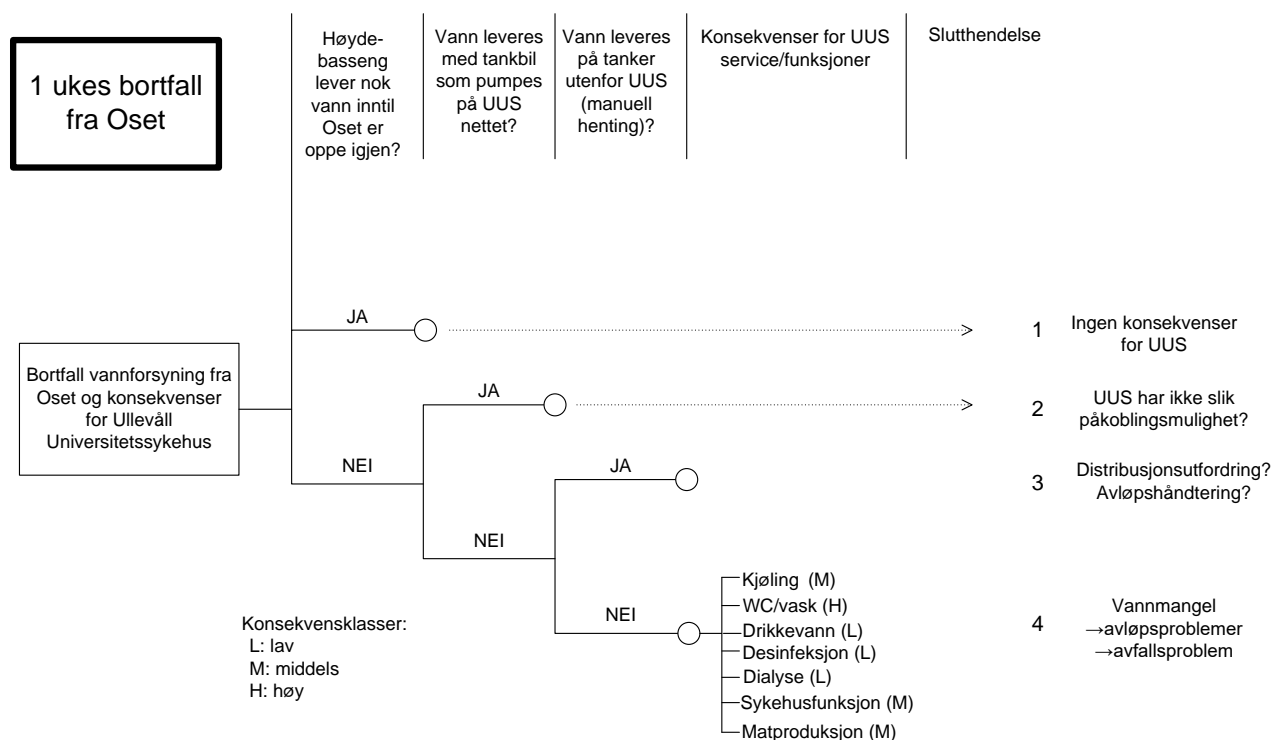 1 ukes bortfall
fra Oset
Høyde-
basseng
lever nok
vann inntil
Oset er
oppe igjen?
Vann leveres
med tankbil
som pumpes
på UUS
nettet?
Vann leveres
på tanker
utenfor UUS
(manuell
henting)?
Konsekvenser for UUS
service/funksjoner
Slutthendelse
JA
1
Ingen konsekvenser
for UUS
Bortfall vannforsyning fra
Oset og konsekvenser
for Ullevåll
Universitetssykehus
JA
2
UUS har ikke slik
påkoblingsmulighet?
NEI
JA
3
Distribusjonsutfordring?
Avløpshåndtering?
NEI
NEI
Kjøling (M)
WC/vask (H)
Drikkevann (L)
Desinfeksjon (L)
Dialyse (L)
Sykehusfunksjon (M)
Matproduksjon (M)
4
Vannmangel
→avløpsproblemer
→avfallsproblem
Konsekvensklasser:
L: lav
M: middels
H: høy